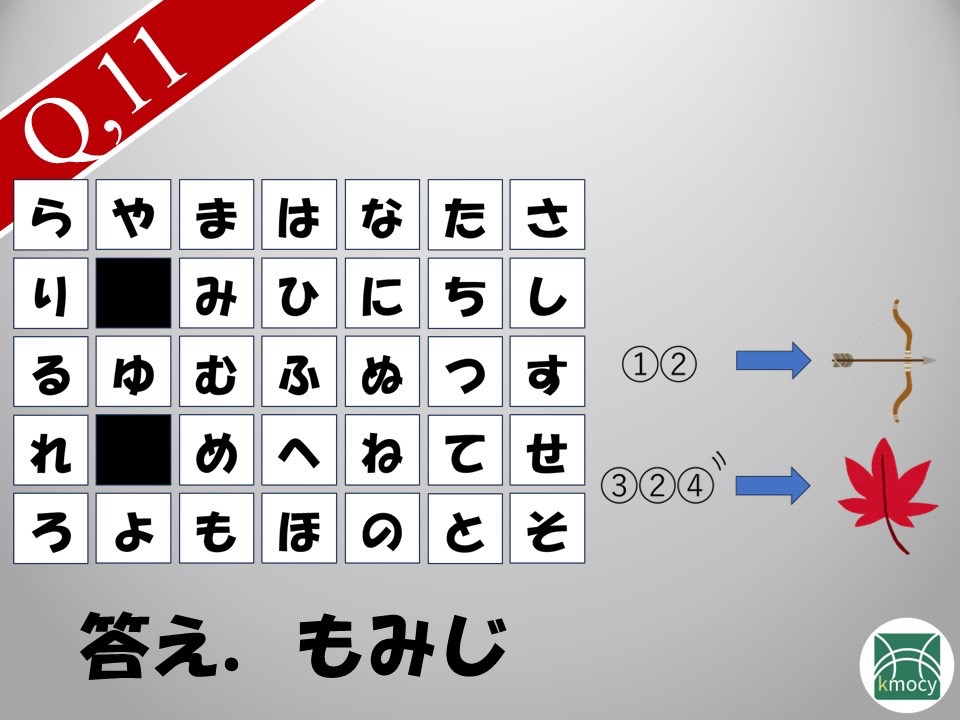 Q,11
らやまはなたさ
りみひにちし
るゆむふぬつす
れめへねてせ
ろよもほのとそ
①②
③②④〃
答え. もみじ
kmocy